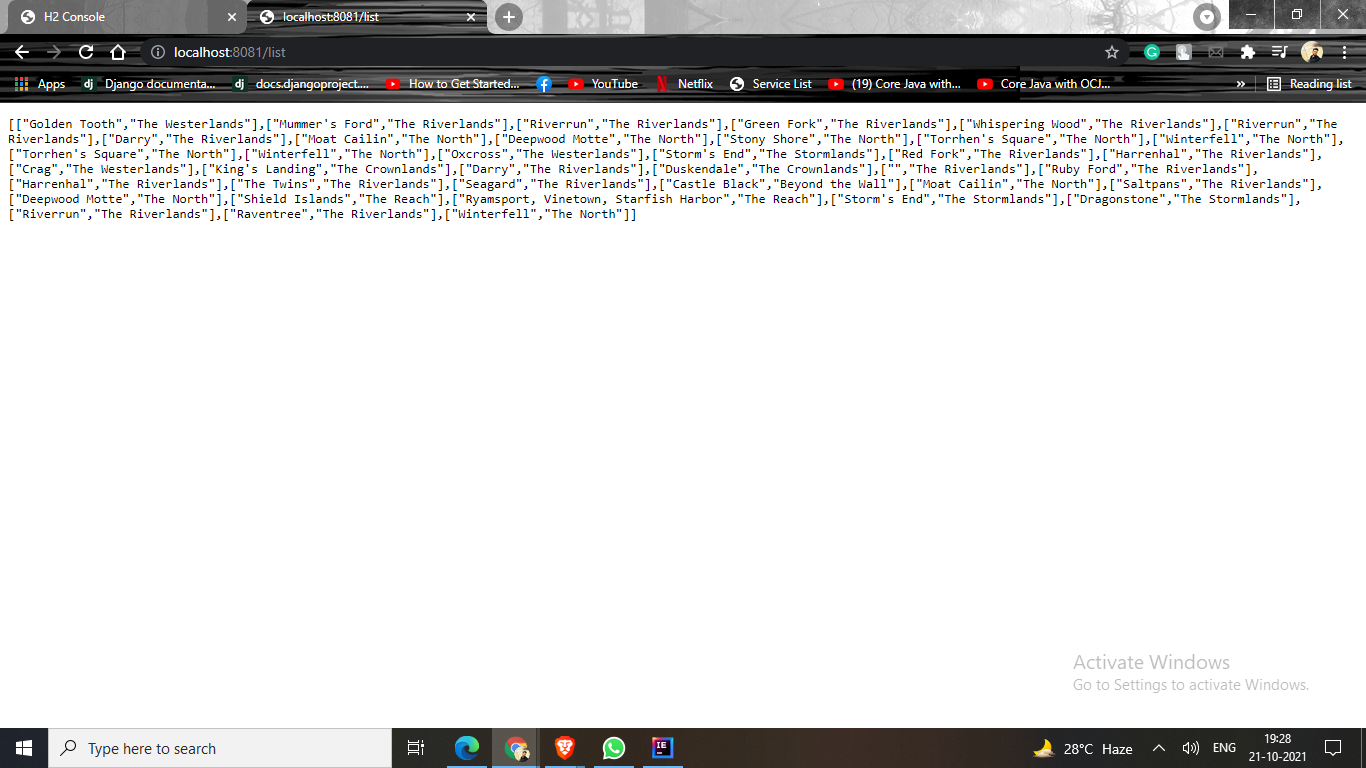 H2 Console
localhost:8081/list
localhost:8081/list
Apps
Django documenta...
docs.djangoproject....
How to Get Started...
YouTube
Netflix
Service List
(19) Core Java with...
Core Java with OCJ...
»
Reading list
[["Golden Tooth","The Westerlands"],["Mummer's Ford","The Riverlands"],["Riverrun","The Riverlands"],["Green Fork","The Riverlands"],["Whispering Wood","The Riverlands"],["Riverrun","The
Riverlands"],["Darry","The Riverlands"],["Moat Cailin","The North"],["Deepwood Motte","The North"],["Stony Shore","The North"],["Torrhen's Square","The North"],["Winterfell","The North"],
["Torrhen's Square","The North"],["Winterfell","The North"],["Oxcross","The Westerlands"],["Storm's End","The Stormlands"],["Red Fork","The Riverlands"],["Harrenhal","The Riverlands"],
["Crag","The Westerlands"],["King's Landing","The Crownlands"],["Darry","The Riverlands"],["Duskendale","The Crownlands"],["","The Riverlands"],["Ruby Ford","The Riverlands"],
["Harrenhal","The Riverlands"],["The Twins","The Riverlands"],["Seagard","The Riverlands"],["Castle Black","Beyond the Wall"],["Moat Cailin","The North"],["Saltpans","The Riverlands"],
["Deepwood Motte","The North"],["Shield Islands","The Reach"],["Ryamsport, Vinetown, Starfish Harbor","The Reach"],["Storm's End","The Stormlands"],["Dragonstone","The Stormlands"],
["Riverrun","The Riverlands"],["Raventree","The Riverlands"],["Winterfell","The North"]]
Activate Windows
Go to Settings to activate Windows.
Type here to search
28°C Haze
ENG
19:28
21-10-2021